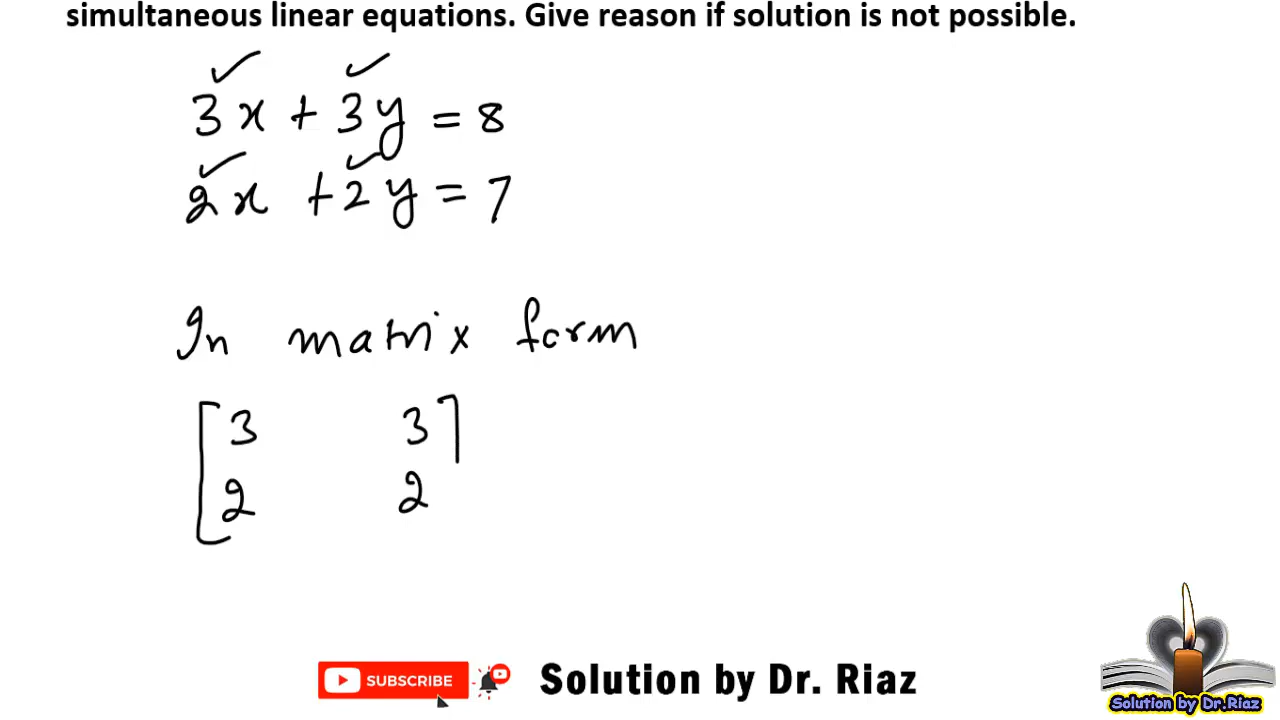 simultaneous linear equations. Give reason if solution is not possible.
3x + 3y = 8
2x + 2y = 7
In matrix form
[3 3]
2 2
SUBSCRIBE
Solution by Dr. Riaz
Solution by Dr.Riaz